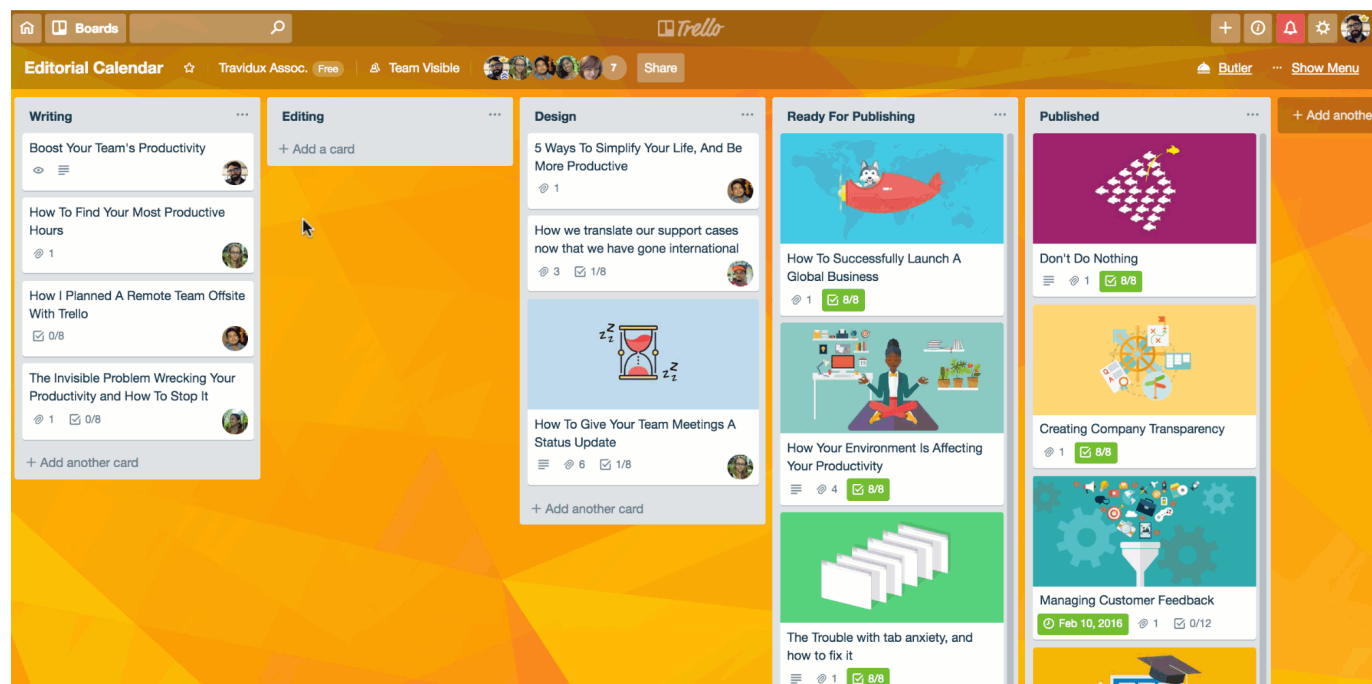 Boards
Trello
Editorial Calendar
Travidux Assoc. Free
Team Visible
7
Share
Butler
Show Menu
Writing
Boost Your Team's Productivity
How To Find Your Most Productive
Hours
1
How I Planned A Remote Team Offsite
With Trello
0/8
The Invisible Problem Wrecking Your
Productivity and How To Stop It
1 0/8
+ Add another card
Editing
+ Add a card
Design
5 Ways To Simplify Your Life, And Be
More Productive
1
How we translate our support cases
now that we have gone international
3 1/8
z z z
z z z
How To Give Your Team Meetings A
Status Update
6 1/8
+ Add another card
Ready For Publishing
How To Successfully Launch A
Global Business
1 8/8
How Your Environment Is Affecting
Your Productivity
4 8/8
The Trouble with tab anxiety, and
how to fix it
1 8/8
Published
Don't Do Nothing
1 8/8
Creating Company Transparency
1 8/8
Managing Customer Feedback
Feb 10, 2016 1 0/12
+ Add anothe